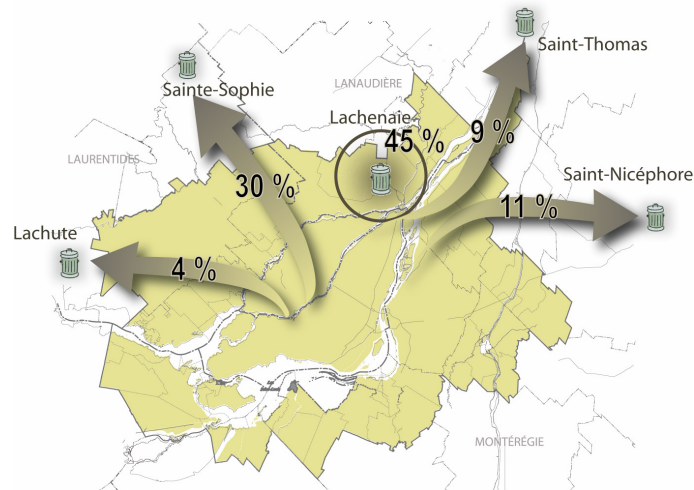 Saint-Thomas
Sainte-Sophie
LANAUDIÈRE
Lachenaie
45 %
9 %
LAURENTIDES
30 %
Saint-Nicéphore
11 %
Lachute
4 %
MONTÉRÉGIE